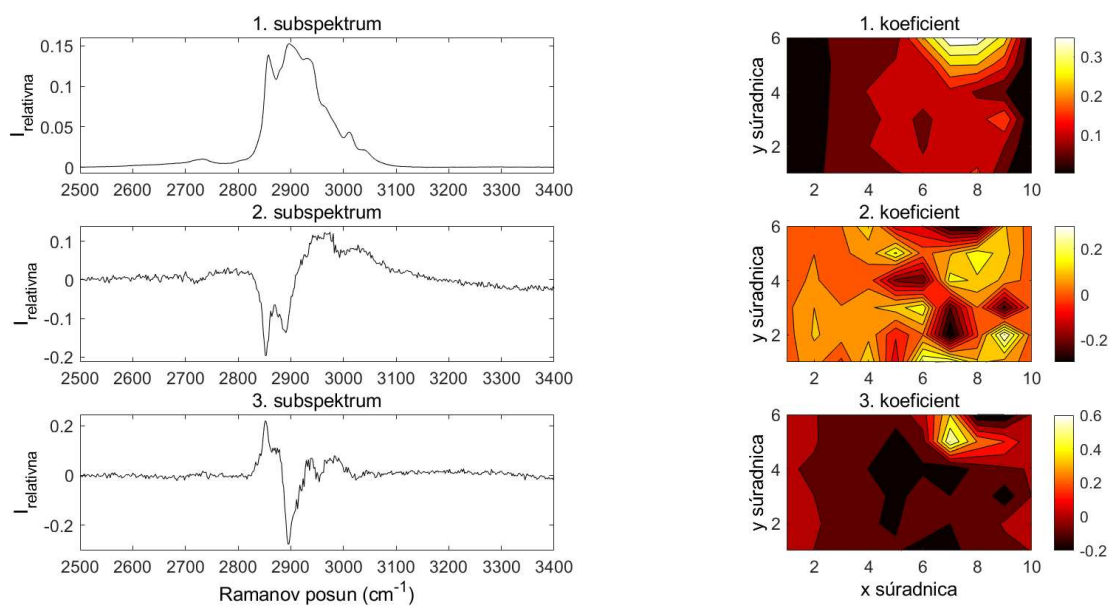 1. subspektrum
0.15
0.1
0.05
0
I relativna
2500 2600 2700 2800 2900 3000 3100 3200 3300 3400
1. koeficient
6
4
2
y súradnica
2 4 6 8 10
0.3
0.2
0.1
2. subspektrum
0.1
0
-0.1
-0.2
I relativna
2500 2600 2700 2800 2900 3000 3100 3200 3300 3400
2. koeficient
6
4
2
y súradnica
2 4 6 8 10
0.2
0
-0.2
3. subspektrum
0.2
0
-0.2
I relativna
2500 2600 2700 2800 2900 3000 3100 3200 3300 3400
Ramanov posun (cm-1)
3. koeficient
6
4
2
y súradnica
2 4 6 8 10
x súradnica
0.6
0.4
0.2
0
-0.2